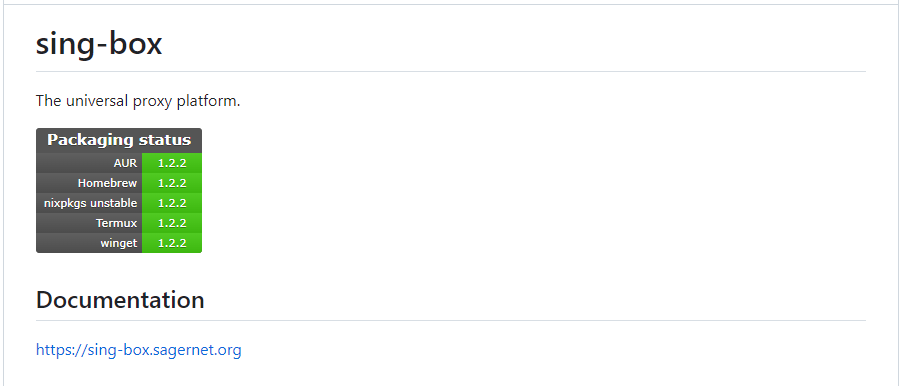 sing-box
The universal proxy platform.
Packaging status
AUR 1.2.2
Homebrew 1.2.2
nixpkgs unstable 1.2.2
Termux 1.2.2
winget 1.2.2
Documentation
https://sing-box.sagernet.org